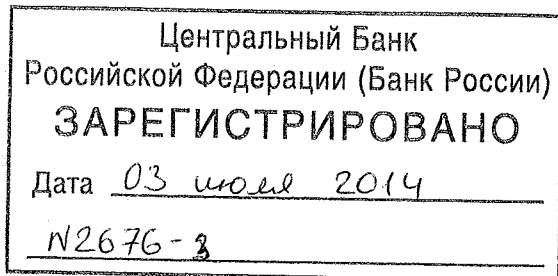 Центральный Банк
Российской Федерации (Банк России)
ЗАРЕГИСТРИРОВАНО
Дата 03 июля 2014
N2676-з